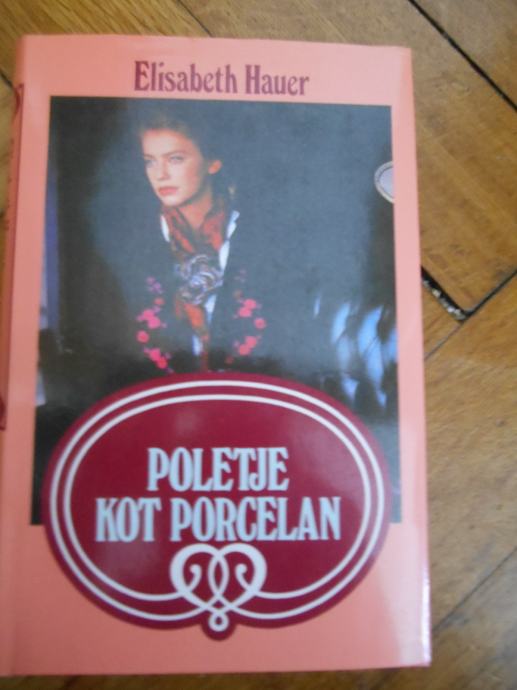 Elisabeth Hauer
POLETJE
KOT PORCELAN